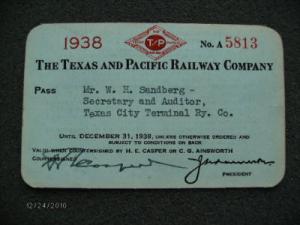 1938 T/P No. A 5813
THE TEXAS AND PACIFIC RAILWAY COMPANY
PASS Mr. W. H. Sandberg -
Secretary and Auditor,
Texas City Terminal Ry. Co.
UNTIL DECEMBER 31, 1938, UNLESS OTHERWISE ORDERED AND
SUBJECT TO CONDITIONS ON BACK
VALID WHEN COUNTERSIGNED BY H. E. CASPER OR C. G. AINSWORTH
COUNTERSIGNED
PRESIDENT
12/24/2010